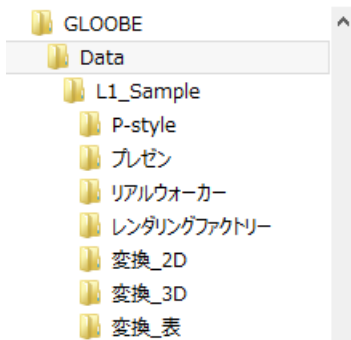 GLOOBE
Data
L1_Sample
P-style
プレゼン
リアルウォーカー
レンダリングファクトリー
変換_2D
変換_3D
変換_表